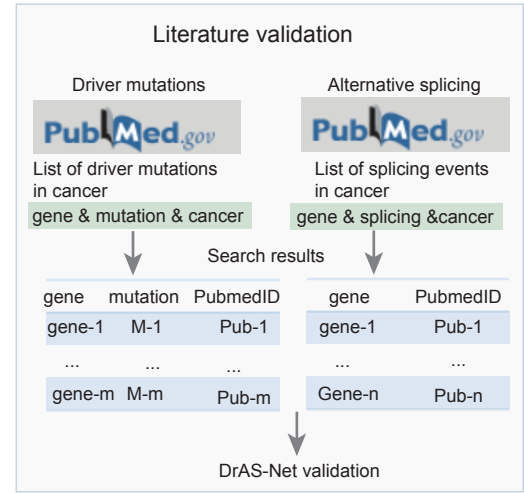 Literature validation
Driver mutations
PubMed.gov
List of driver mutations
in cancer
gene & mutation & cancer
Alternative splicing
PubMed.gov
List of splicing events
in cancer
gene & splicing &cancer
Search results
gene mutation PubmedID
gene-1 M-1 Pub-1
... ... ...
gene-m M-m Pub-m
gene PubmedID
gene-1 Pub-1
... ...
Gene-n Pub-n
DrAS-Net validation